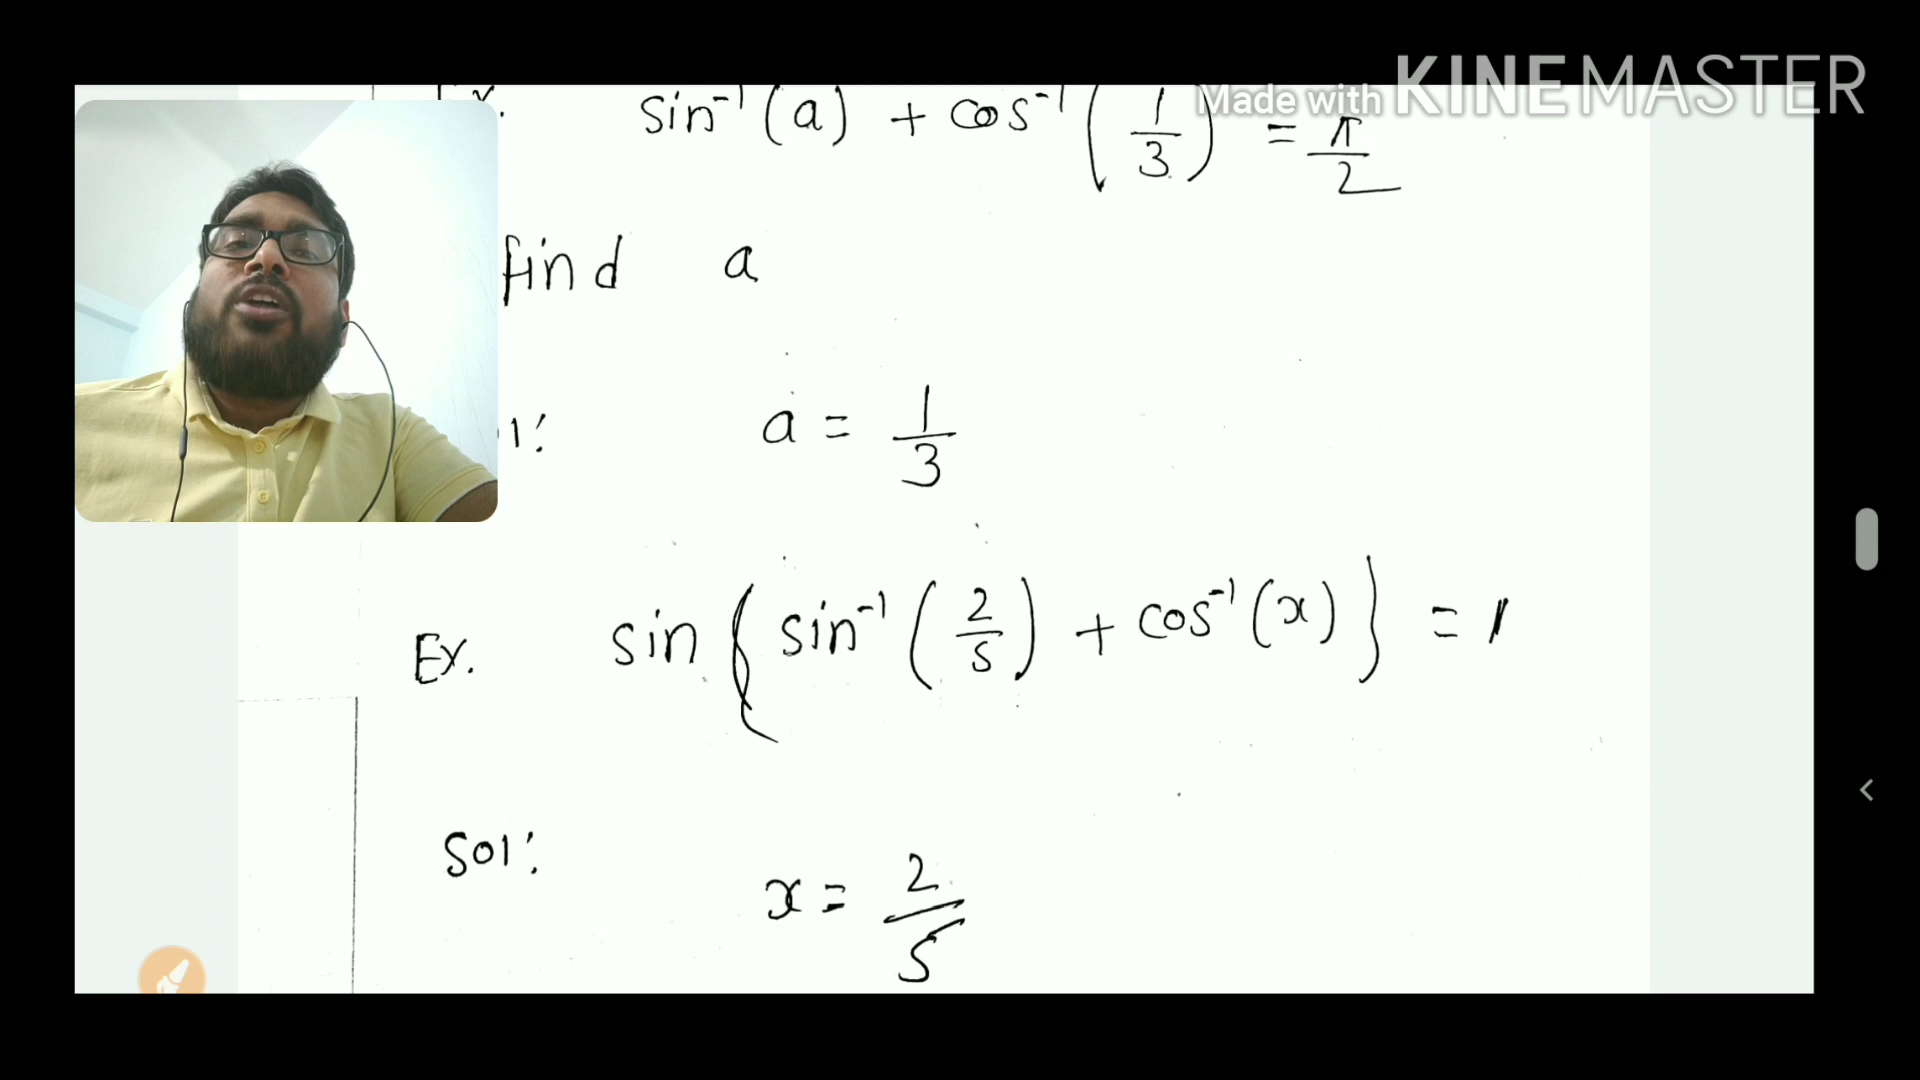 Made with KINEMASTER
Ex. sin⁻¹(a) + cos⁻¹(1/3) = π/2
find a
a = 1/3
Ex. sin{sin⁻¹(2/5) + cos⁻¹(x)} = 1
Sol:
x = 2/5